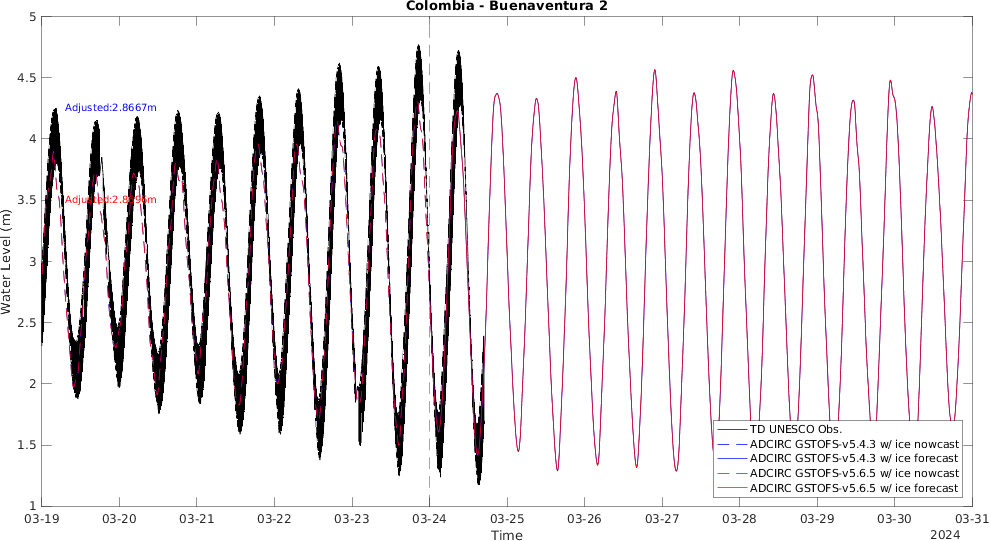 Colombia - Buenaventura 2
Water Level (m)
5
4.5
4
3.5
3
2.5
2
1.5
1
Adjusted:2.8667m
TD UNESCO Obs.
ADCIRC GSTOFS-v5.4.3 w/ ice nowcast
ADCIRC GSTOFS-v5.4.3 w/ ice forecast
ADCIRC GSTOFS-v5.6.5 w/ ice nowcast
ADCIRC GSTOFS-v5.6.5 w/ ice forecast
03-19 03-20 03-21 03-22 03-23 03-24 03-25 03-26 03-27 03-28 03-29 03-30 03-31
Time
2024